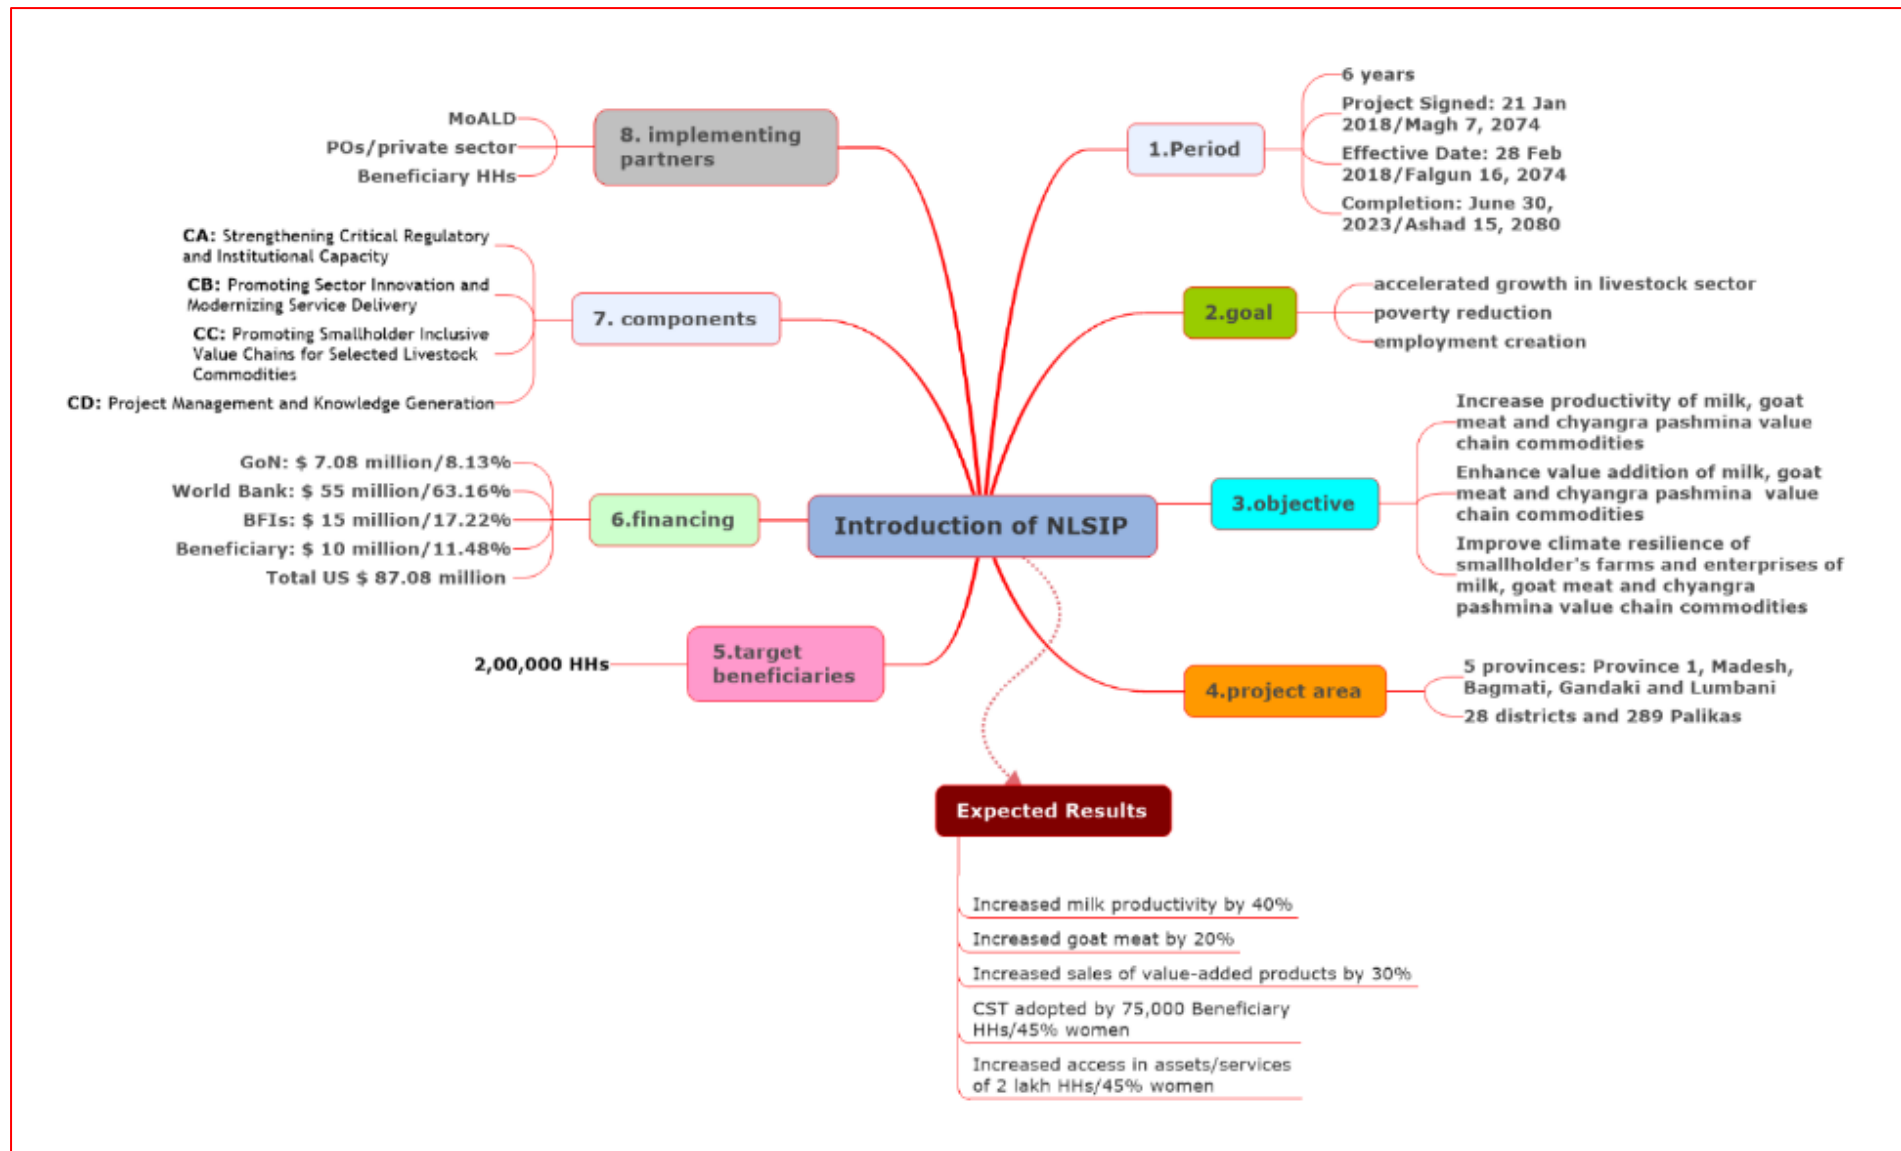 Introduction of NLSIP
1.Period
6 years
Project Signed: 21 Jan
2018/Magh 7, 2074
Effective Date: 28 Feb
2018/Falgun 16, 2074
Completion: June 30,
2023/Ashad 15, 2080
2.goal
accelerated growth in livestock sector
poverty reduction
employment creation
3.objective
Increase productivity of milk, goat
meat and chyangra pashmina value
chain commodities
Enhance value addition of milk, goat
meat and chyangra pashmina value
chain commodities
Improve climate resilience of
smallholder's farms and enterprises of
milk, goat meat and chyangra
pashmina value chain commodities
4.project area
5 provinces: Province 1, Madesh,
Bagmati, Gandaki and Lumbani
28 districts and 289 Palikas
5.target
beneficiaries
2,00,000 HHs
6.financing
GoN: $ 7.08 million/8.13%
World Bank: $ 55 million/63.16%
BFIs: $ 15 million/17.22%
Beneficiary: $ 10 million/11.48%
Total US $ 87.08 million
7. components
CA: Strengthening Critical Regulatory
and Institutional Capacity
CB: Promoting Sector Innovation and
Modernizing Service Delivery
CC: Promoting Smallholder Inclusive
Value Chains for Selected Livestock
Commodities
CD: Project Management and Knowledge Generation
8. implementing
partners
MoALD
POs/private sector
Beneficiary HHs
Expected Results
Increased milk productivity by 40%
Increased goat meat by 20%
Increased sales of value-added products by 30%
CST adopted by 75,000 Beneficiary
HHs/45% women
Increased access in assets/services
of 2 lakh HHs/45% women